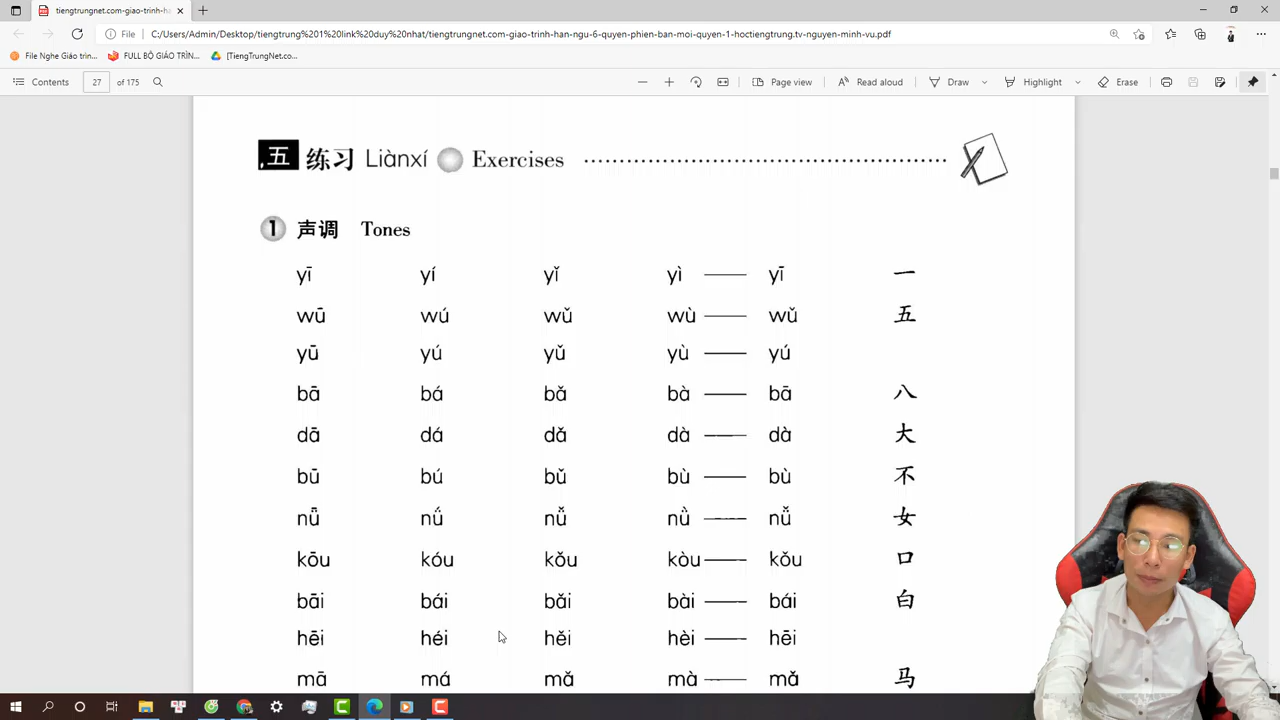 tiengtrungnet.com-giao-trinh-ha
File
C:/Users/Admin/Desktop/tiengtrung%201%20link%20duy%20nhat/tiengtrungnet.com-giao-trinh-han-ngu-6-quyen-phien-ban-moi-quyen-1-hoctiengtrung.tv-nguyen-minh-vu.pdf
File Nghe Giáo trìn... FULL BỘ GIÁO TRÌN... [TiengTrungNet.co...
Contents 27 of 175 Page view Read aloud Draw Highlight Erase
五 练习 Liànxí Exercises
1 声调 Tones
yī yí yǐ yì —— yī 一
wū wú wǔ wù —— wǔ 五
yū yú yǔ yù —— yú
bā bá bǎ bà —— bā 八
dā dá dǎ dà —— dà 大
bū bú bǔ bù —— bù 不
nǖ nǘ nǚ nǜ —— nǚ 女
kōu kóu kǒu kòu —— kǒu 口
bāi bái bǎi bài —— bái 白
hēi héi hěi hèi —— hēi
mā má mǎ mà —— mǎ 马